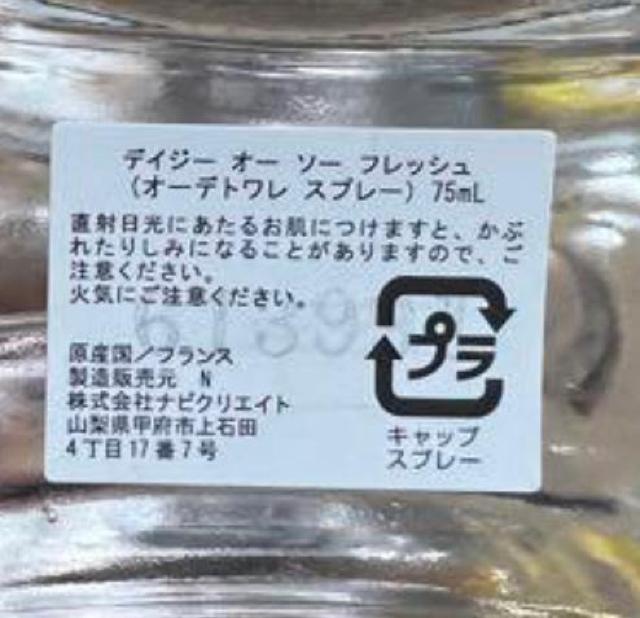 デイジー オー ソー フレッシュ
（オーデトワレ スプレー） 75mL
直射日光にあたるお肌につけますと、かぶ
れたりしみになることがありますので、ご
注意ください。
火気にご注意ください。
原産国／フランス
製造販売元 N
株式会社ナビクリエイト
山梨県甲府市上石田
4丁目17番7号
プラ
キャップ
スプレー